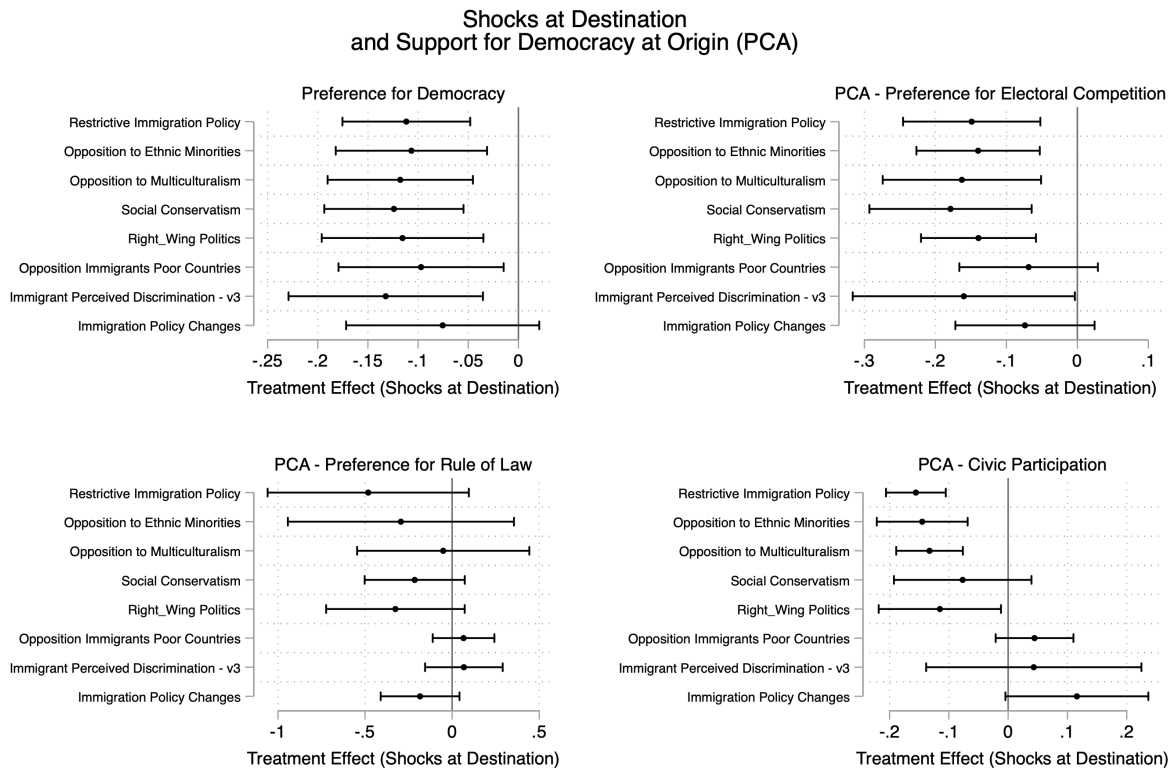 Shocks at Destination
and Support for Democracy at Origin (PCA)
Preference for Democracy
Restrictive Immigration Policy
Opposition to Ethnic Minorities
Opposition to Multiculturalism
Social Conservatism
Right_Wing Politics
Opposition Immigrants Poor Countries
Immigrant Perceived Discrimination - v3
Immigration Policy Changes
-.25 -.2 -.15 -.1 -.05 0
Treatment Effect (Shocks at Destination)
PCA - Preference for Electoral Competition
Restrictive Immigration Policy
Opposition to Ethnic Minorities
Opposition to Multiculturalism
Social Conservatism
Right_Wing Politics
Opposition Immigrants Poor Countries
Immigrant Perceived Discrimination - v3
Immigration Policy Changes
-.3 -.2 -.1 0 .1
Treatment Effect (Shocks at Destination)
PCA - Preference for Rule of Law
Restrictive Immigration Policy
Opposition to Ethnic Minorities
Opposition to Multiculturalism
Social Conservatism
Right_Wing Politics
Opposition Immigrants Poor Countries
Immigrant Perceived Discrimination - v3
Immigration Policy Changes
-1 -.5 0 .5
Treatment Effect (Shocks at Destination)
PCA - Civic Participation
Restrictive Immigration Policy
Opposition to Ethnic Minorities
Opposition to Multiculturalism
Social Conservatism
Right_Wing Politics
Opposition Immigrants Poor Countries
Immigrant Perceived Discrimination - v3
Immigration Policy Changes
-.2 -.1 0 .1 .2
Treatment Effect (Shocks at Destination)